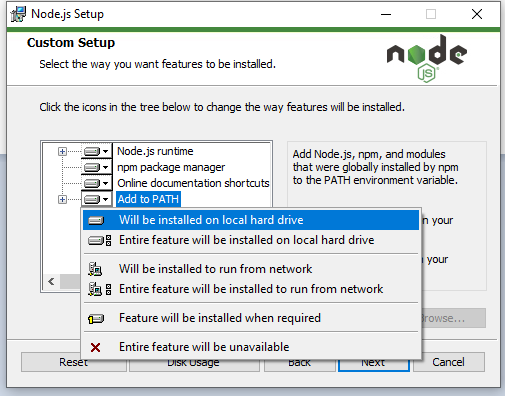 Node.js Setup
Custom Setup
Select the way you want features to be installed.
node
JS
Click the icons in the tree below to change the way features will be installed.
Node.js runtime
npm package manager
Online documentation shortcuts
Add to PATH
Add Node.js, npm, and modules
that were globally installed by npm
to the PATH environment variable.
Will be installed on local hard drive
n your
Entire feature will be installed on local hard drive
Will be installed to run from network
Entire feature will be installed to run from network
Feature will be installed when required
Browse...
Entire feature will be unavailable
Reset
Disk Usage
Back
Next
Cancel